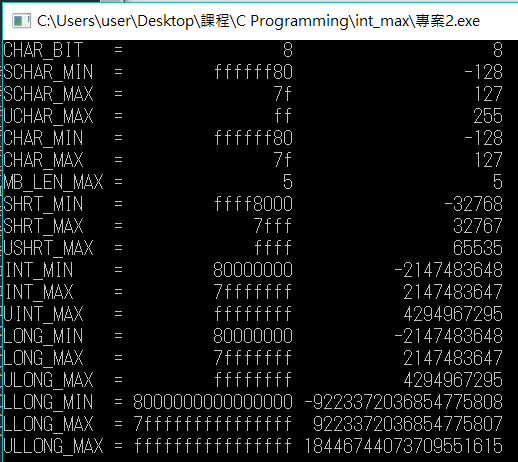 C:\Users\user\Desktop\課程\C Programming\int_max\專案2.exe
CHAR_BIT = 8 8
SCHAR_MIN = ffffff80 -128
SCHAR_MAX = 7f 127
UCHAR_MAX = ff 255
CHAR_MIN = ffffff80 -128
CHAR_MAX = 7f 127
MB_LEN_MAX = 5 5
SHRT_MIN = ffff8000 -32768
SHRT_MAX = 7fff 32767
USHRT_MAX = ffff 65535
INT_MIN = 80000000 -2147483648
INT_MAX = 7fffffff 2147483647
UINT_MAX = ffffffff 4294967295
LONG_MIN = 80000000 -2147483648
LONG_MAX = 7fffffff 2147483647
ULONG_MAX = ffffffff 4294967295
LLONG_MIN = 8000000000000000 -9223372036854775808
LLONG_MAX = 7fffffffffffffff 9223372036854775807
ULLONG_MAX = ffffffffffffffff 18446744073709551615